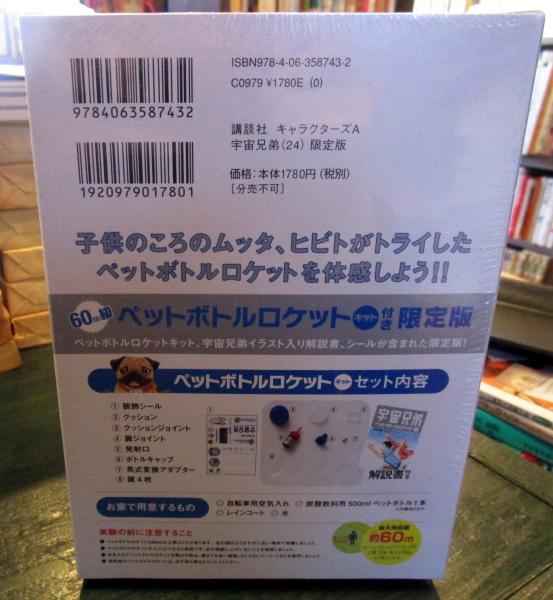 ISBN978-4-06-358743-2
C0979 ¥1780E (0)
9784063587432
講談社 キャラクターズA
宇宙兄弟(24) 限定版
価格:本体1780円(税別)
[分売不可]
1920979017801
子供のころのムッタ、ヒビトがトライした
ペットボトルロケットを体感しよう!!
60m級 ペットボトルロケットキット付き 限定版
ペットボトルロケットキット、宇宙兄弟イラスト入り解説書、シールが含まれた限定版!
ペットボトルロケットキットセット内容
① 装飾シール
② クッション
③ クッションジョイント
④ 翼ジョイント
⑤ 発射口
⑥ ボトルキャップ
⑦ 英式変換アダプター
⑧ 翼4枚
宇宙兄弟
解説書付き
お家で用意するもの
○ 自転車用空気入れ ○ 炭酸飲料用500mlペットボトル1本
○ レインコート ○ 水
実験の前に注意すること
最大飛距離
約60m